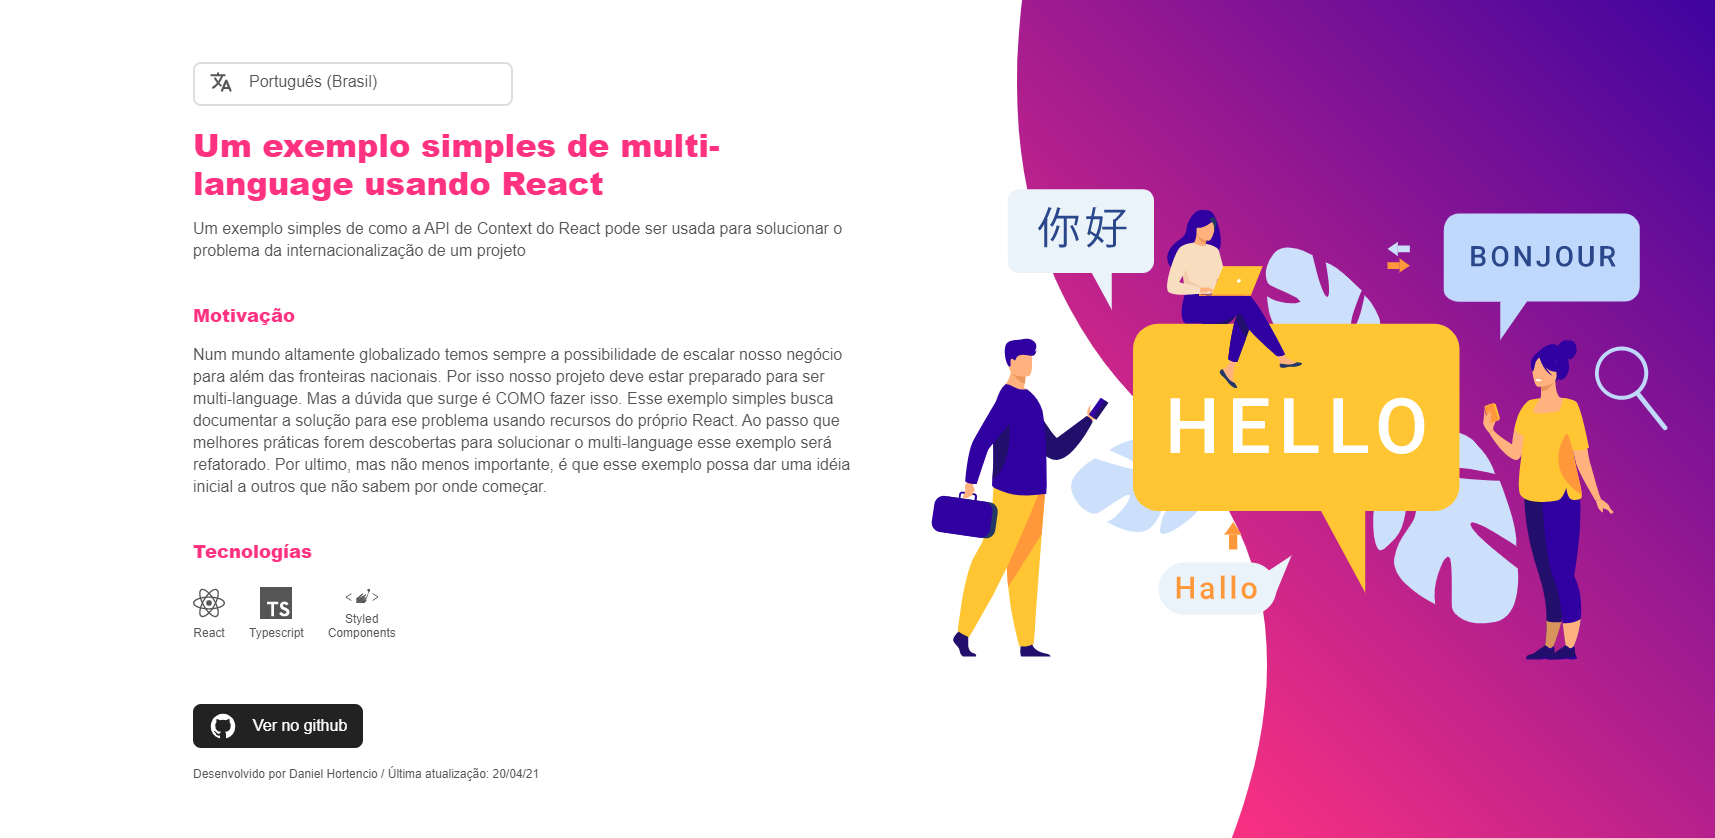 Português (Brasil)
Um exemplo simples de multi-
language usando React
Um exemplo simples de como a API de Context do React pode ser usada para solucionar o
problema da internacionalização de um projeto
Motivação
Num mundo altamente globalizado temos sempre a possibilidade de escalar nosso negócio
para além das fronteiras nacionais. Por isso nosso projeto deve estar preparado para ser
multi-language. Mas a dúvida que surge é COMO fazer isso. Esse exemplo simples busca
documentar a solução para ese problema usando recursos do próprio React. Ao passo que
melhores práticas forem descobertas para solucionar o multi-language esse exemplo será
refatorado. Por ultimo, mas não menos importante, é que esse exemplo possa dar uma idéia
inicial a outros que não sabem por onde começar.
Tecnologías
TS
React
Typescript
Styled
Components
Ver no github
Desenvolvido por Daniel Hortencio / Última atualização: 20/04/21
你好
BONJOUR
HELLO
Hallo